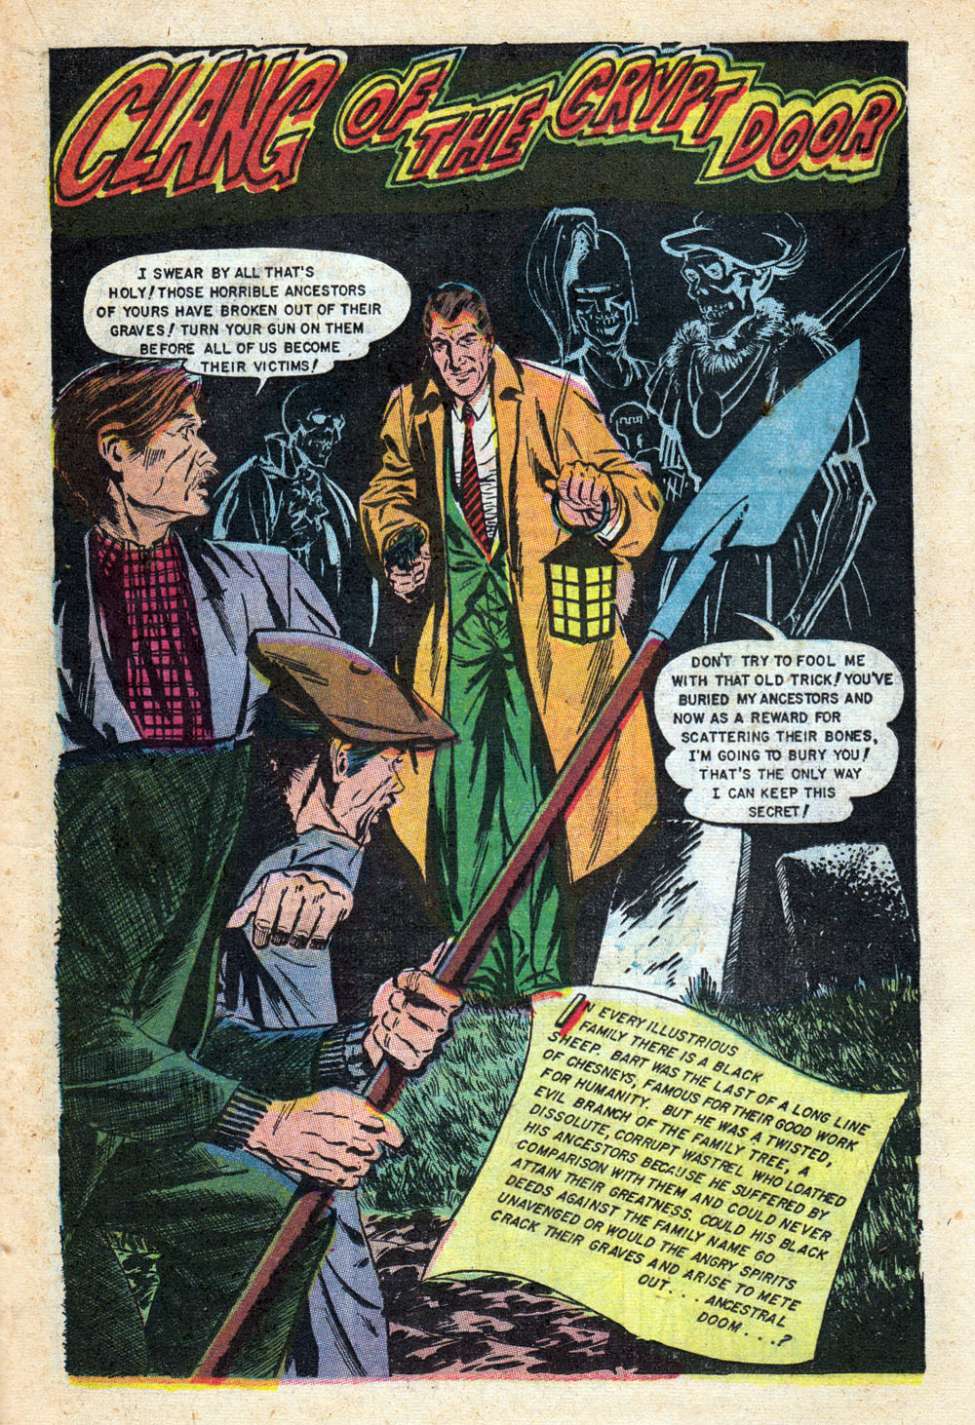 CLANG OF THE CRYPT DOOR
I SWEAR BY ALL THAT'S
HOLY! THOSE HORRIBLE ANCESTORS
OF YOURS HAVE BROKEN OUT OF THEIR
GRAVES! TURN YOUR GUN ON THEM
BEFORE ALL OF US BECOME
THEIR VICTIMS!
DON'T TRY TO FOOL ME
WITH THAT OLD TRICK! YOU'VE
BURIED MY ANCESTORS AND
NOW AS A REWARD FOR
SCATTERING THEIR BONES,
I'M GOING TO BURY YOU!
THAT'S THE ONLY WAY
I CAN KEEP THIS
SECRET!
IN EVERY ILLUSTRIOUS
FAMILY THERE IS A BLACK
SHEEP. BART WAS THE LAST OF A LONG LINE
OF CHESNEYS, FAMOUS FOR THEIR GOOD WORK
FOR HUMANITY. BUT HE WAS A TWISTED,
EVIL BRANCH OF THE FAMILY TREE, A
DISSOLUTE, CORRUPT WASTREL WHO LOATHED
HIS ANCESTORS BECAUSE HE SUFFERED BY
COMPARISON WITH THEM AND COULD NEVER
ATTAIN THEIR GREATNESS. COULD HIS BLACK
DEEDS AGAINST THE FAMILY NAME GO
UNAVENGED OR WOULD THE ANGRY SPIRITS
CRACK THEIR GRAVES AND ARISE TO METE
OUT... ANCESTRAL
DOOM...?